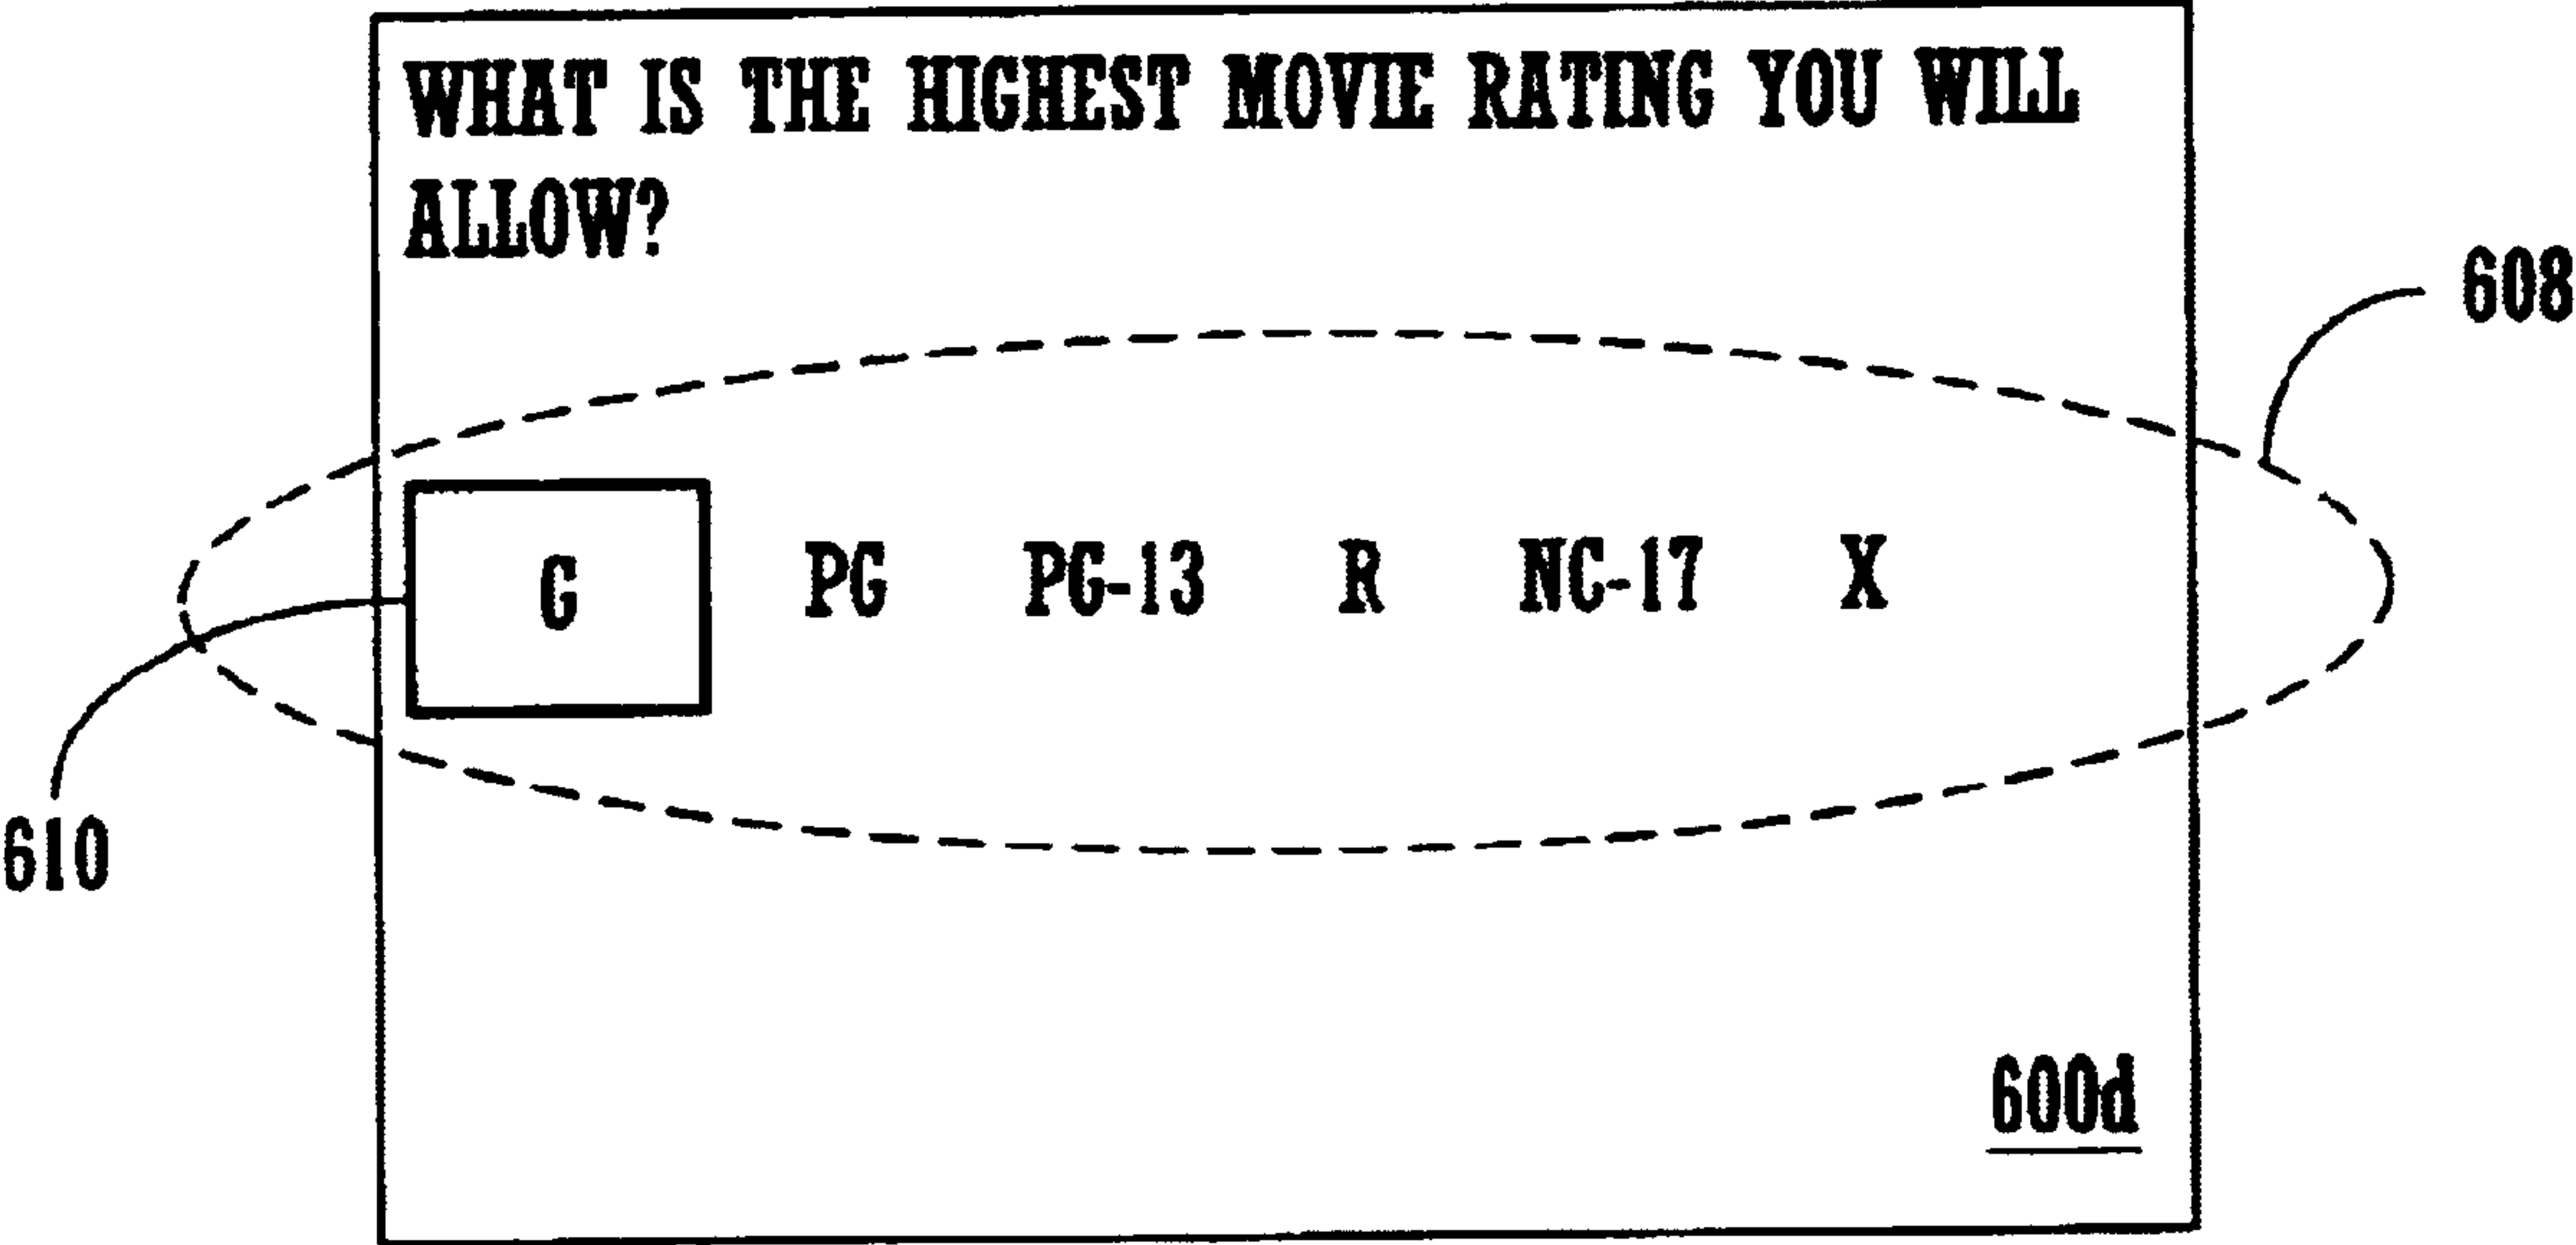 WHAT IS THE HIGHEST MOVIE RATING YOU WILL
ALLOW?
608
G PG PG-13 R NC-17 X
610
600d